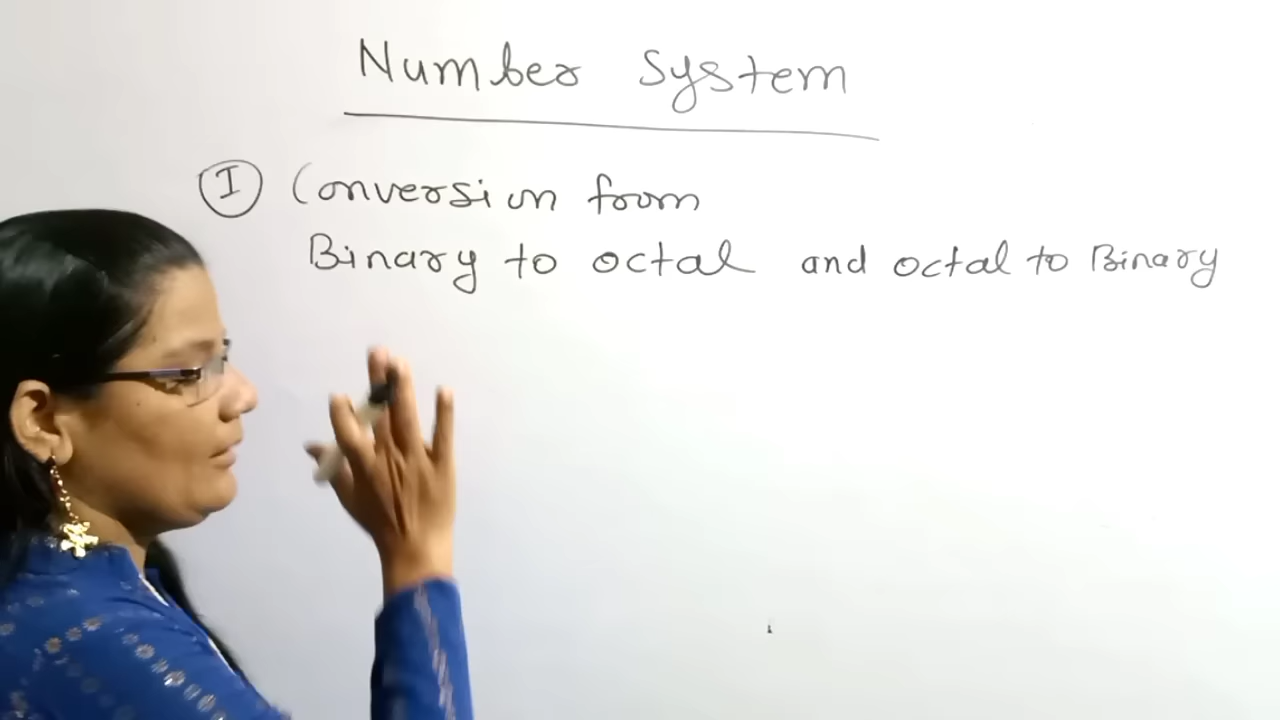 Number System
I Conversion from
Binary to octal and octal to Binary